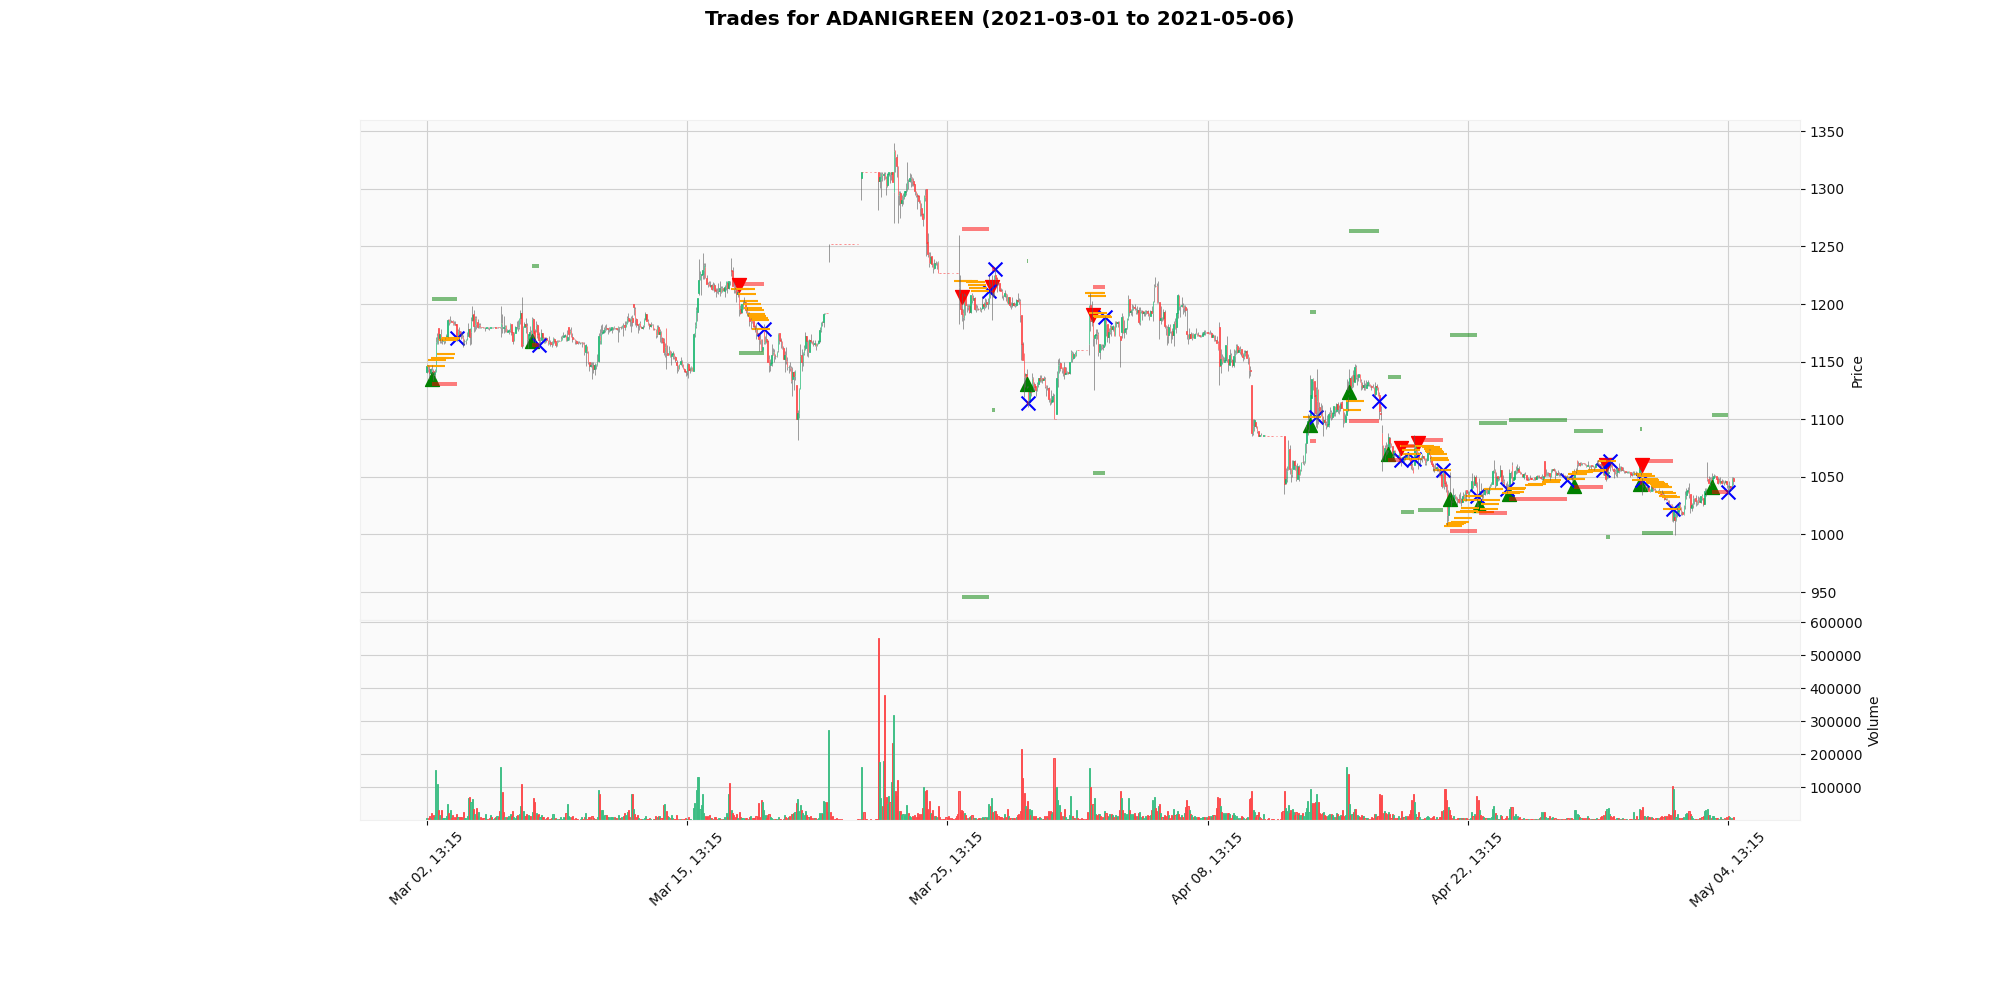 Trades for ADANIGREEN (2021-03-01 to 2021-05-06)
1350
1300
1250
1200
1150
1100
1050
1000
950
Price
600000
500000
400000
300000
200000
100000
Volume
Mar 02, 13:15
Mar 15, 13:15
Mar 25, 13:15
Apr 08, 13:15
Apr 22, 13:15
May 04, 13:15